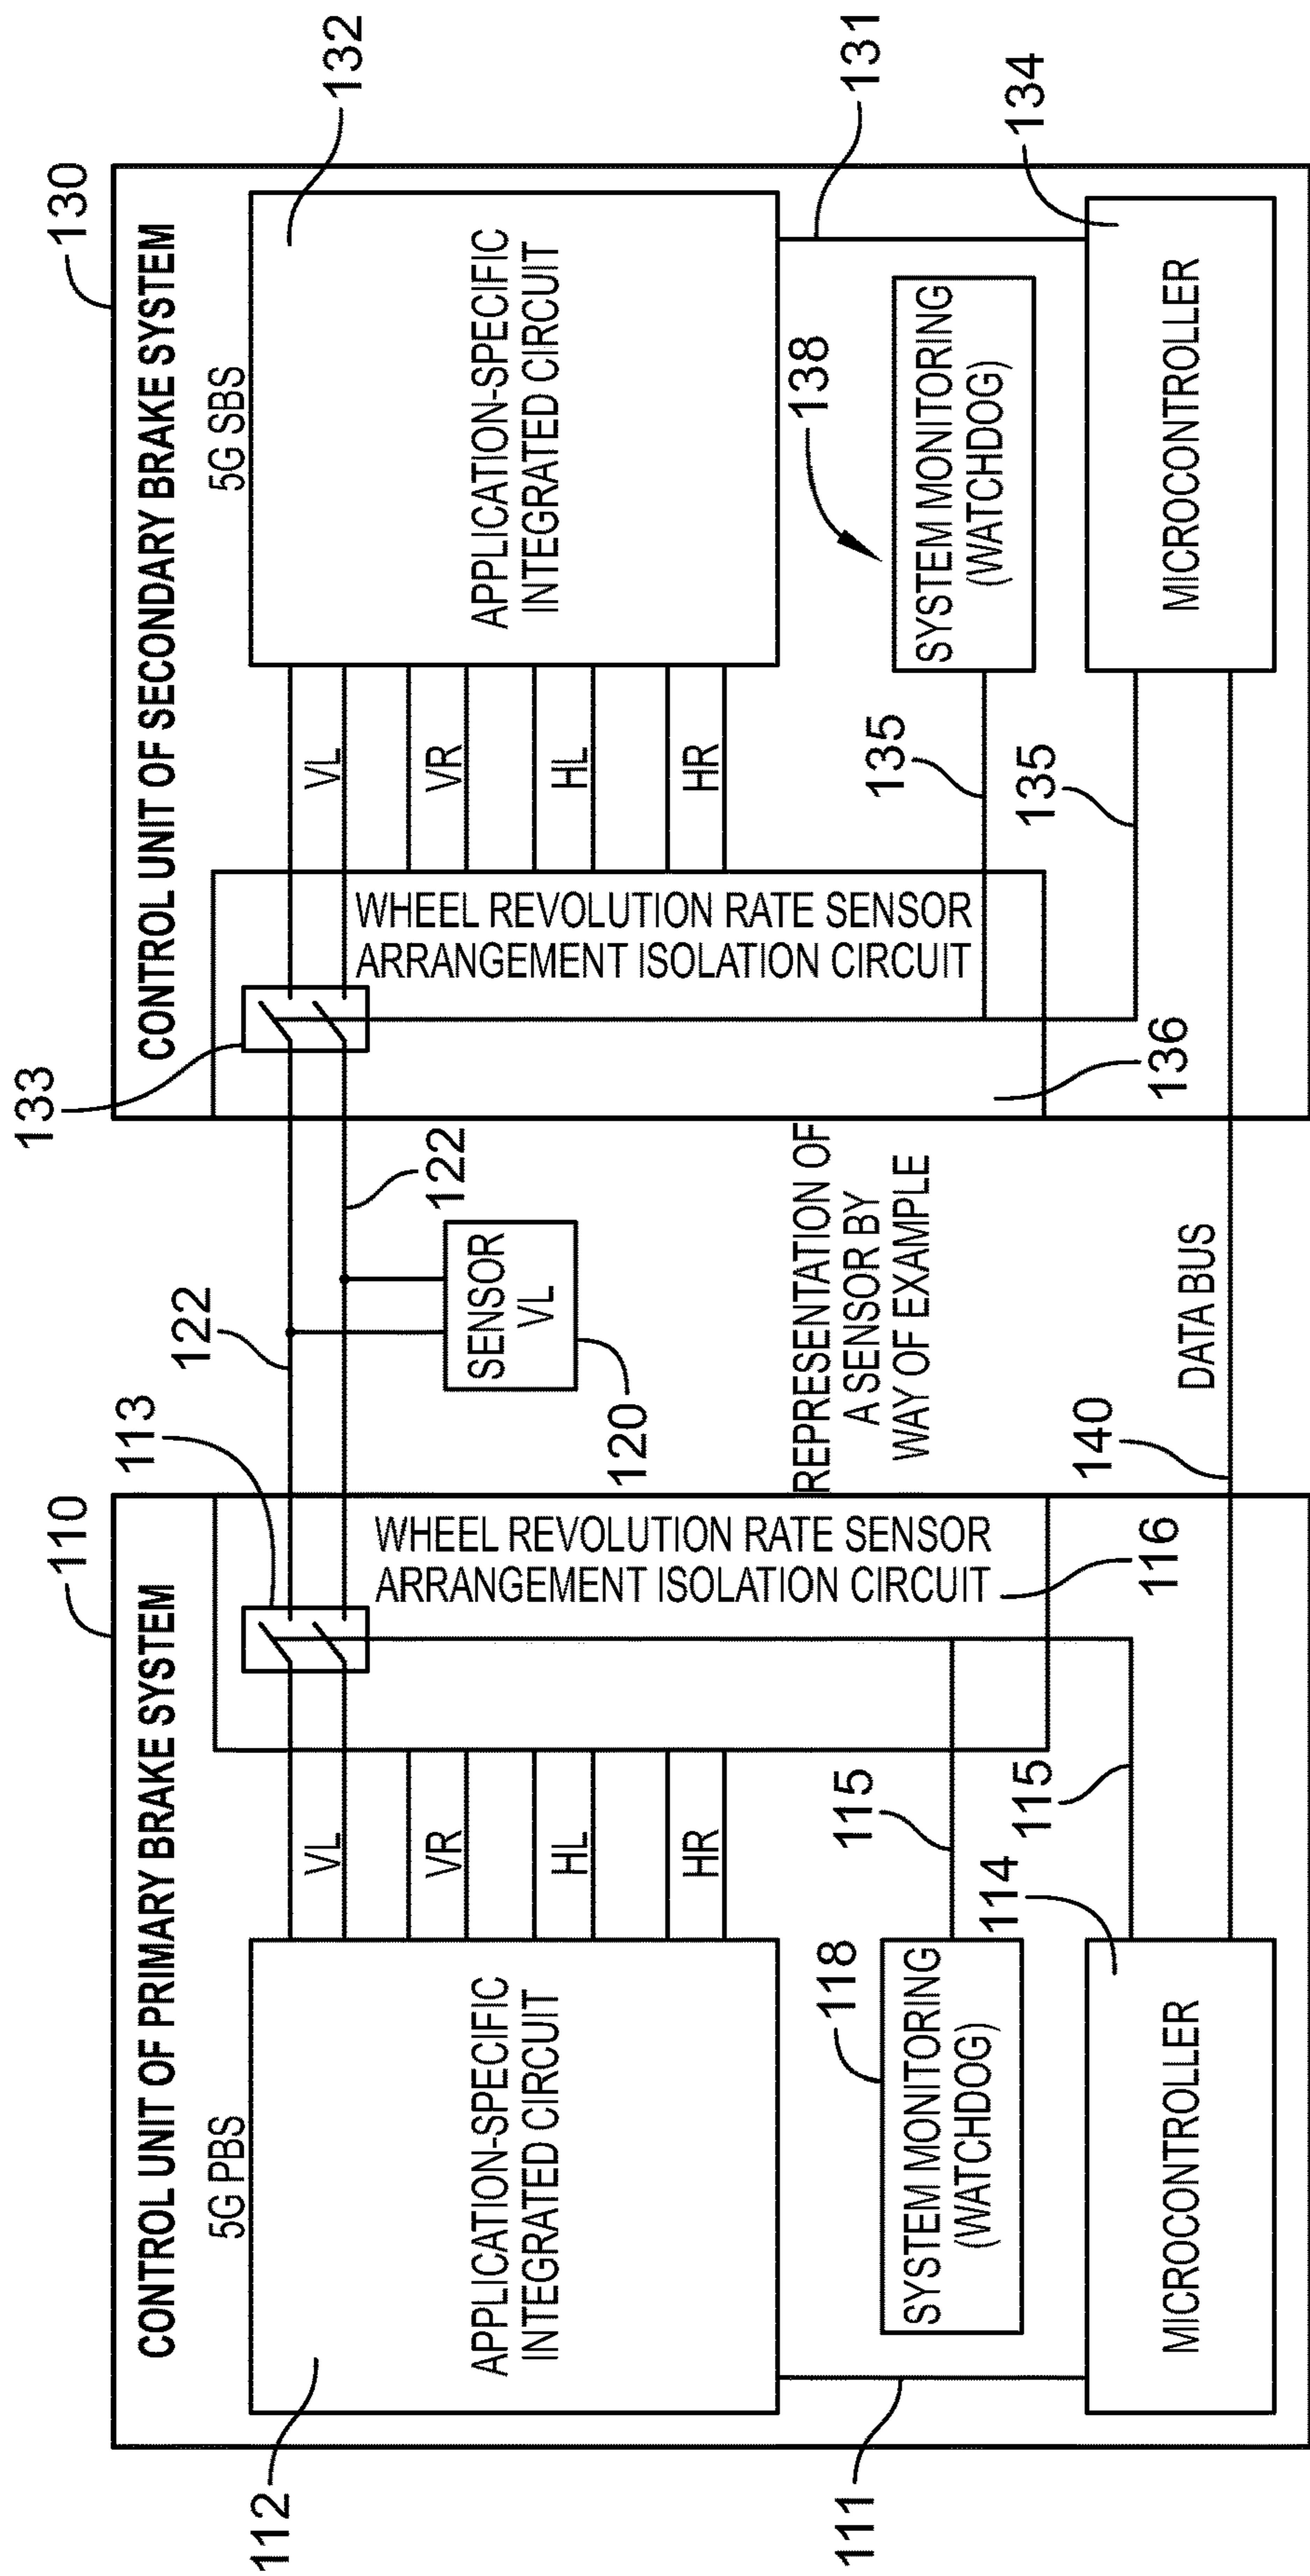 110
CONTROL UNIT OF PRIMARY BRAKE SYSTEM
5G PBS
112
APPLICATION-SPECIFIC
INTEGRATED CIRCUIT
VL
VR
HL
HR
113
WHEEL REVOLUTION RATE SENSOR
ARRANGEMENT ISOLATION CIRCUIT
116
115
115
118
SYSTEM MONITORING
(WATCHDOG)
114
MICROCONTROLLER
111
122
122
SENSOR
VL
120
REPRESENTATION OF
A SENSOR BY
WAY OF EXAMPLE
140
DATA BUS
130
CONTROL UNIT OF SECONDARY BRAKE SYSTEM
5G SBS
133
WHEEL REVOLUTION RATE SENSOR
ARRANGEMENT ISOLATION CIRCUIT
136
VL
VR
HL
HR
132
APPLICATION-SPECIFIC
INTEGRATED CIRCUIT
135
135
138
SYSTEM MONITORING
(WATCHDOG)
131
134
MICROCONTROLLER